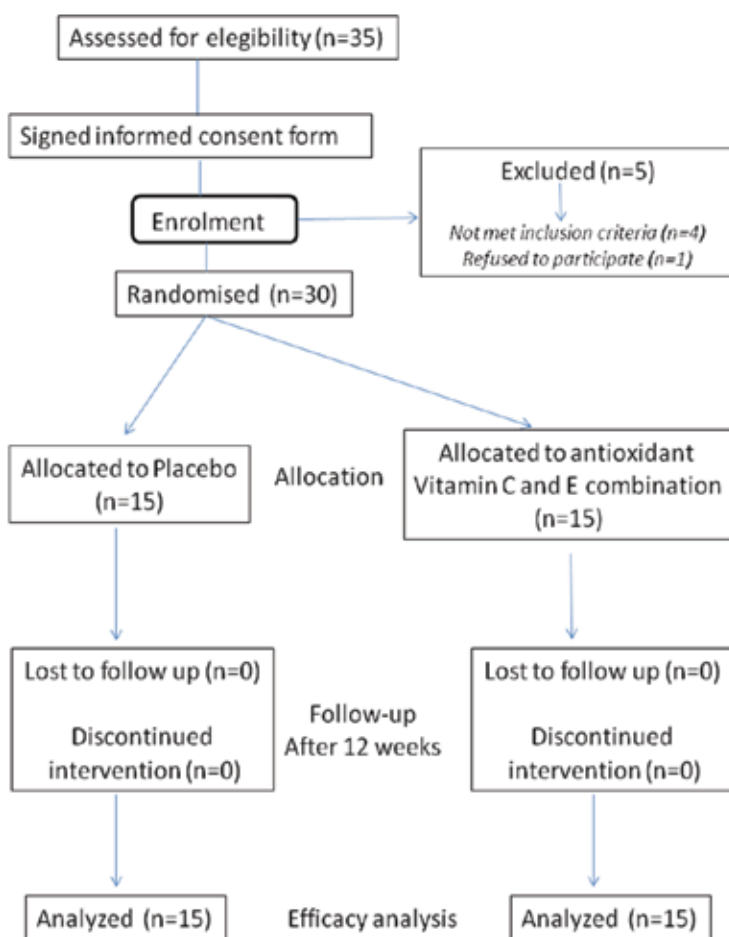 Assessed for elegibility (n=35)
Signed informed consent form
Enrolment
Excluded (n=5)
Not met inclusion criteria (n=4)
Refused to participate (n=1)
Randomised (n=30)
Allocated to Placebo
(n=15)
Allocation
Allocated to antioxidant
Vitamin C and E combination
(n=15)
Lost to follow up (n=0)
Discontinued
intervention (n=0)
Follow-up
After 12 weeks
Lost to follow up (n=0)
Discontinued
intervention (n=0)
Analyzed (n=15)
Efficacy analysis
Analyzed (n=15)